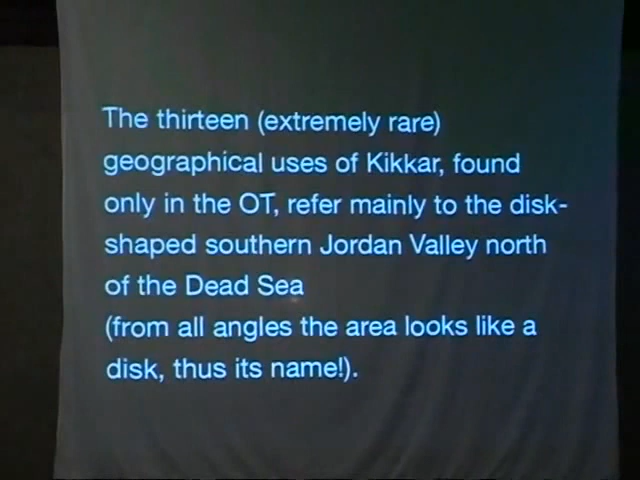 The thirteen (extremely rare)
geographical uses of Kikkar, found
only in the OT, refer mainly to the disk-
shaped southern Jordan Valley north
of the Dead Sea
(from all angles the area looks like a
disk, thus its name!).